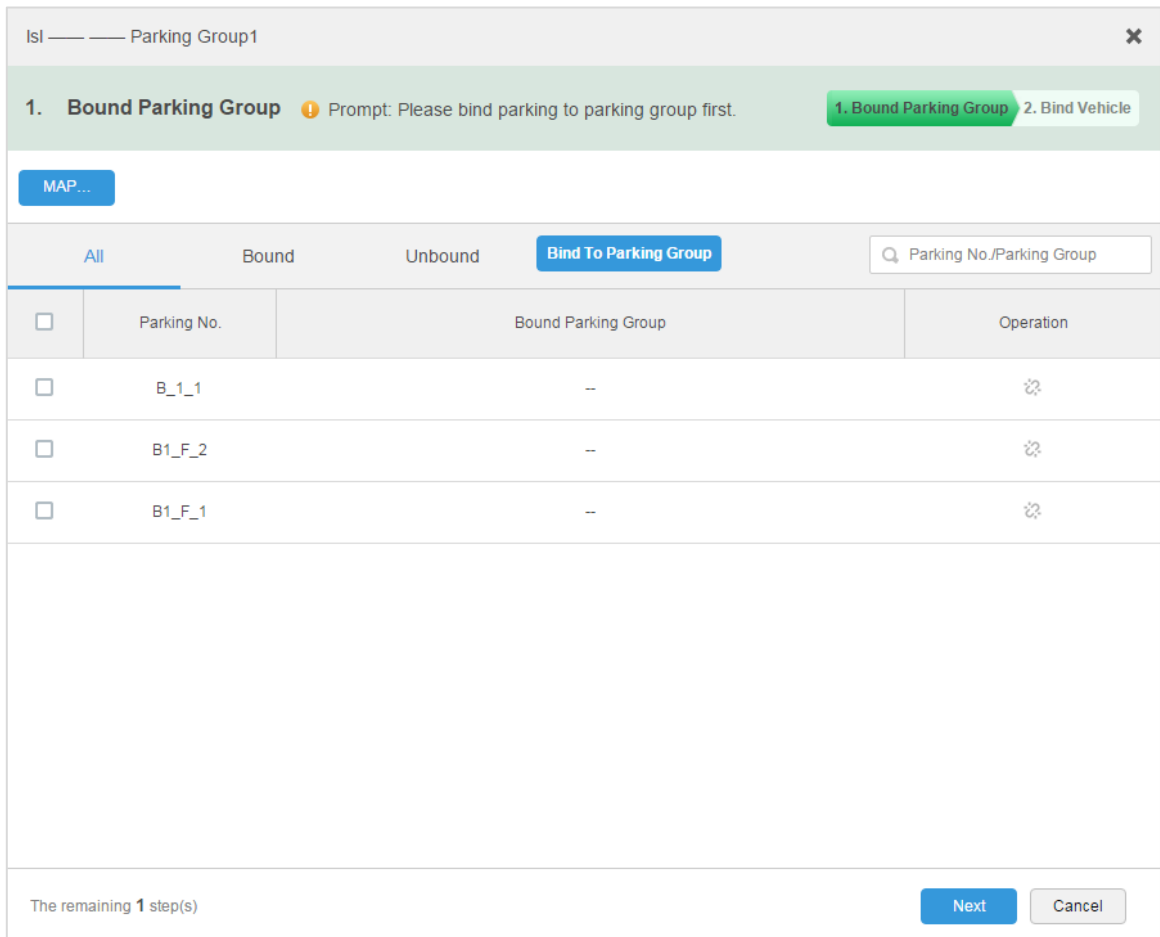 Isl —— —— Parking Group1
1. Bound Parking Group Prompt: Please bind parking to parking group first. 1. Bound Parking Group 2. Bind Vehicle
MAP...
All Bound Unbound Bind To Parking Group Parking No./Parking Group
Parking No. Bound Parking Group Operation
B_1_1 --
B1_F_2 --
B1_F_1 --
The remaining 1 step(s) Next Cancel